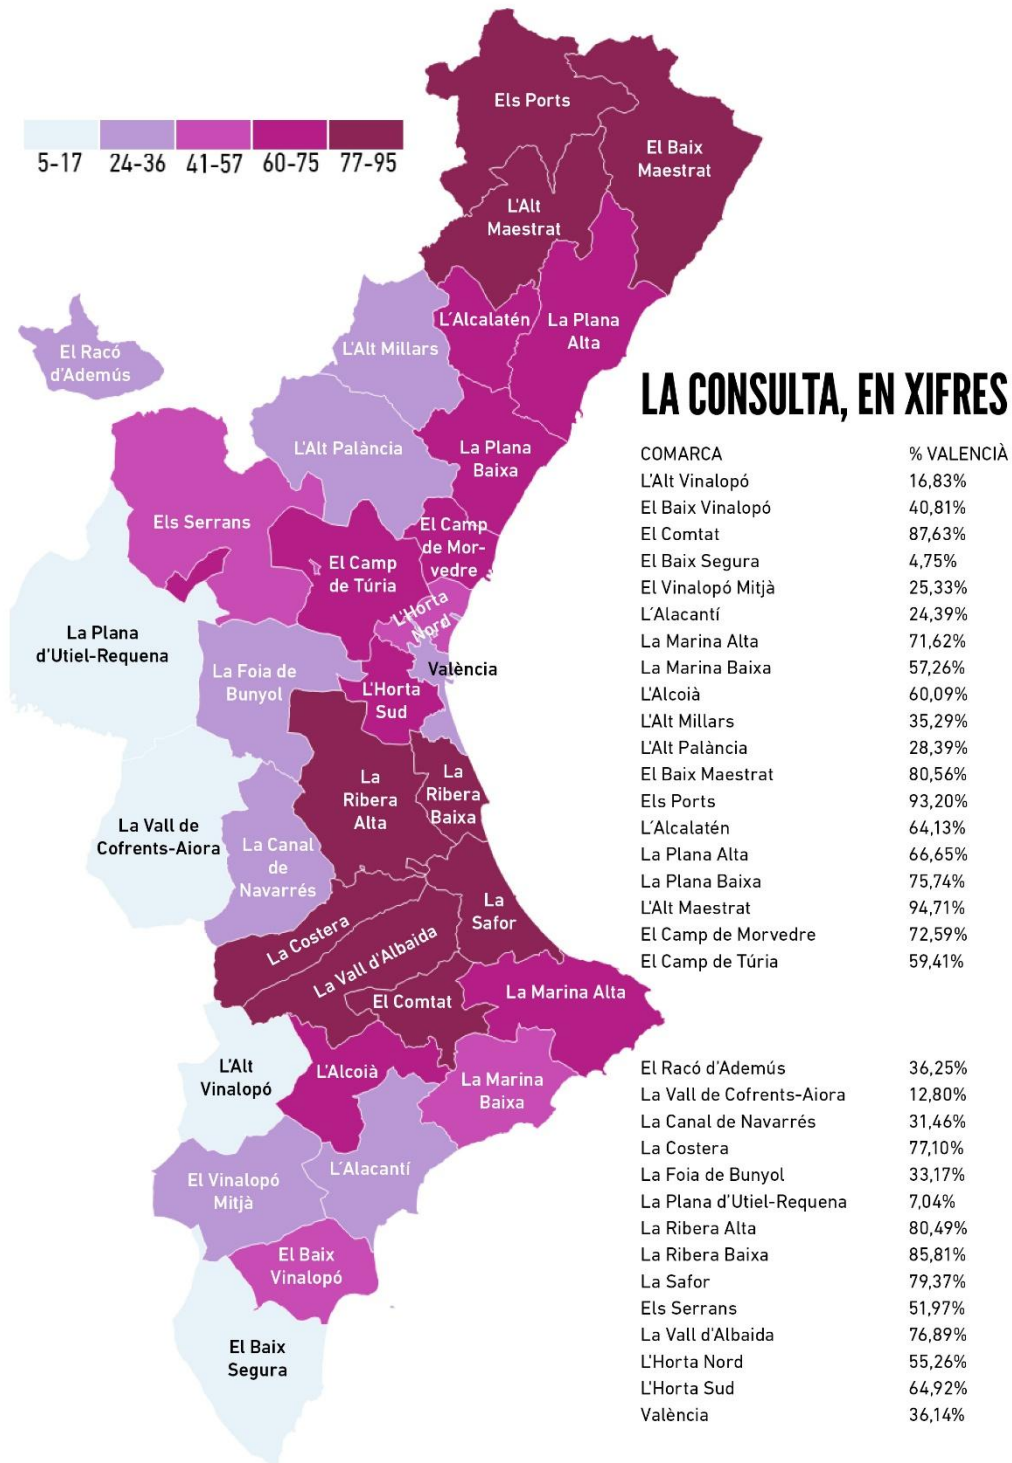 5-17 24-36 41-57 60-75 77-95
Els Ports
El Baix
Maestrat
L'Alt
Maestrat
L´Alcalatén
La Plana
Alta
L'Alt Millars
El Racó
d'Ademús
L'Alt Palància
La Plana
Baixa
Els Serrans
El Camp
de Mor-
vedre
El Camp
de Túria
L'Horta
Nord
La Plana
d'Utiel-Requena
La Foia de
Bunyol
València
L'Horta
Sud
La
Ribera
Alta
La
Ribera
Baixa
La Vall de
Cofrents-Aiora
La Canal
de
Navarrés
La
Safor
La Costera
La Vall d'Albaida
El Comtat
La Marina Alta
L'Alt
Vinalopó
L'Alcoià
La Marina
Baixa
L´Alacantí
El Vinalopó
Mitjà
El Baix
Vinalopó
El Baix
Segura
LA CONSULTA, EN XIFRES
COMARCA % VALENCIÀ
L'Alt Vinalopó 16,83%
El Baix Vinalopó 40,81%
El Comtat 87,63%
El Baix Segura 4,75%
El Vinalopó Mitjà 25,33%
L´Alacantí 24,39%
La Marina Alta 71,62%
La Marina Baixa 57,26%
L'Alcoià 60,09%
L'Alt Millars 35,29%
L'Alt Palància 28,39%
El Baix Maestrat 80,56%
Els Ports 93,20%
L´Alcalatén 64,13%
La Plana Alta 66,65%
La Plana Baixa 75,74%
L'Alt Maestrat 94,71%
El Camp de Morvedre 72,59%
El Camp de Túria 59,41%
El Racó d'Ademús 36,25%
La Vall de Cofrents-Aiora 12,80%
La Canal de Navarrés 31,46%
La Costera 77,10%
La Foia de Bunyol 33,17%
La Plana d'Utiel-Requena 7,04%
La Ribera Alta 80,49%
La Ribera Baixa 85,81%
La Safor 79,37%
Els Serrans 51,97%
La Vall d'Albaida 76,89%
L'Horta Nord 55,26%
L'Horta Sud 64,92%
València 36,14%